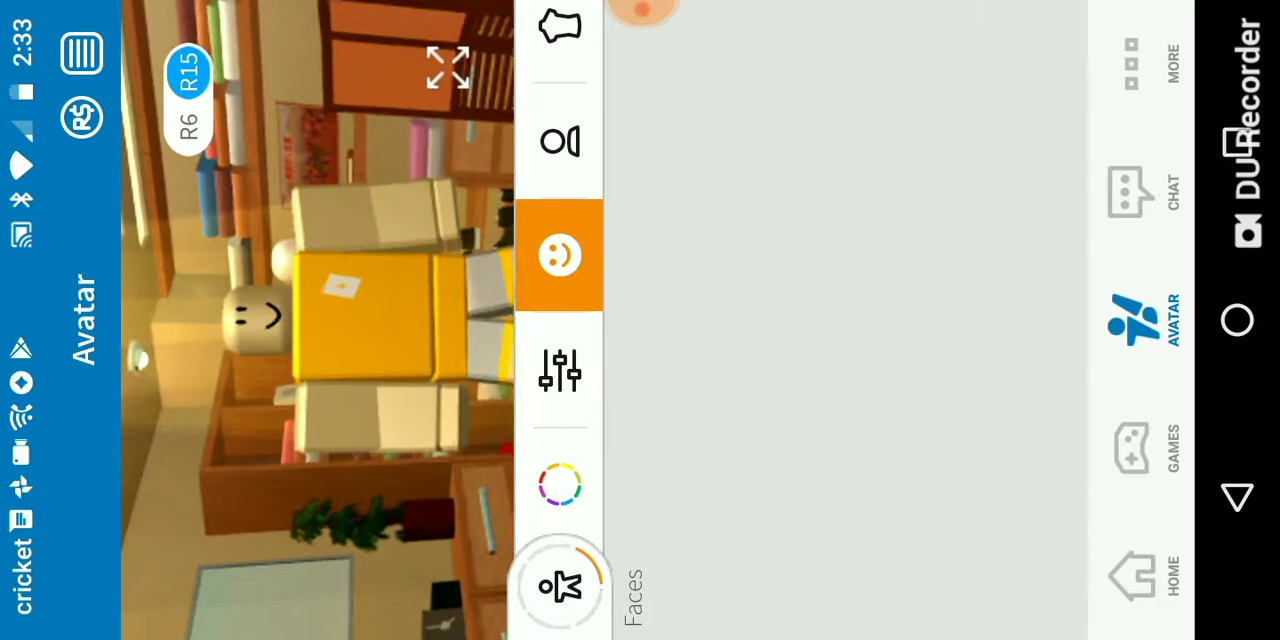 cricket
2:33
Avatar
R$
R6
R15
Faces
HOME
GAMES
AVATAR
CHAT
MORE
DU Recorder